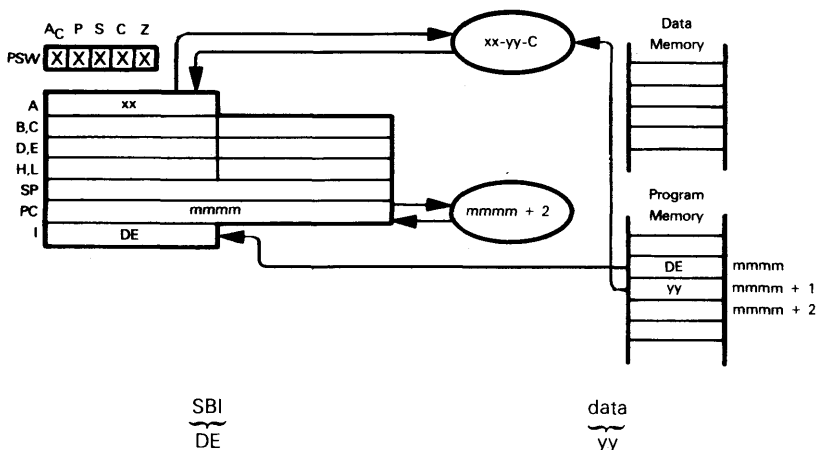 AC P S C Z
PSW X X X X X
A xx
B,C
D,E
H,L
SP
PC mmmm
I DE
xx-yy-C
mmmm + 2
Data
Memory
Program
Memory
DE mmmm
yy mmmm + 1
mmmm + 2
SBI data
DE yy